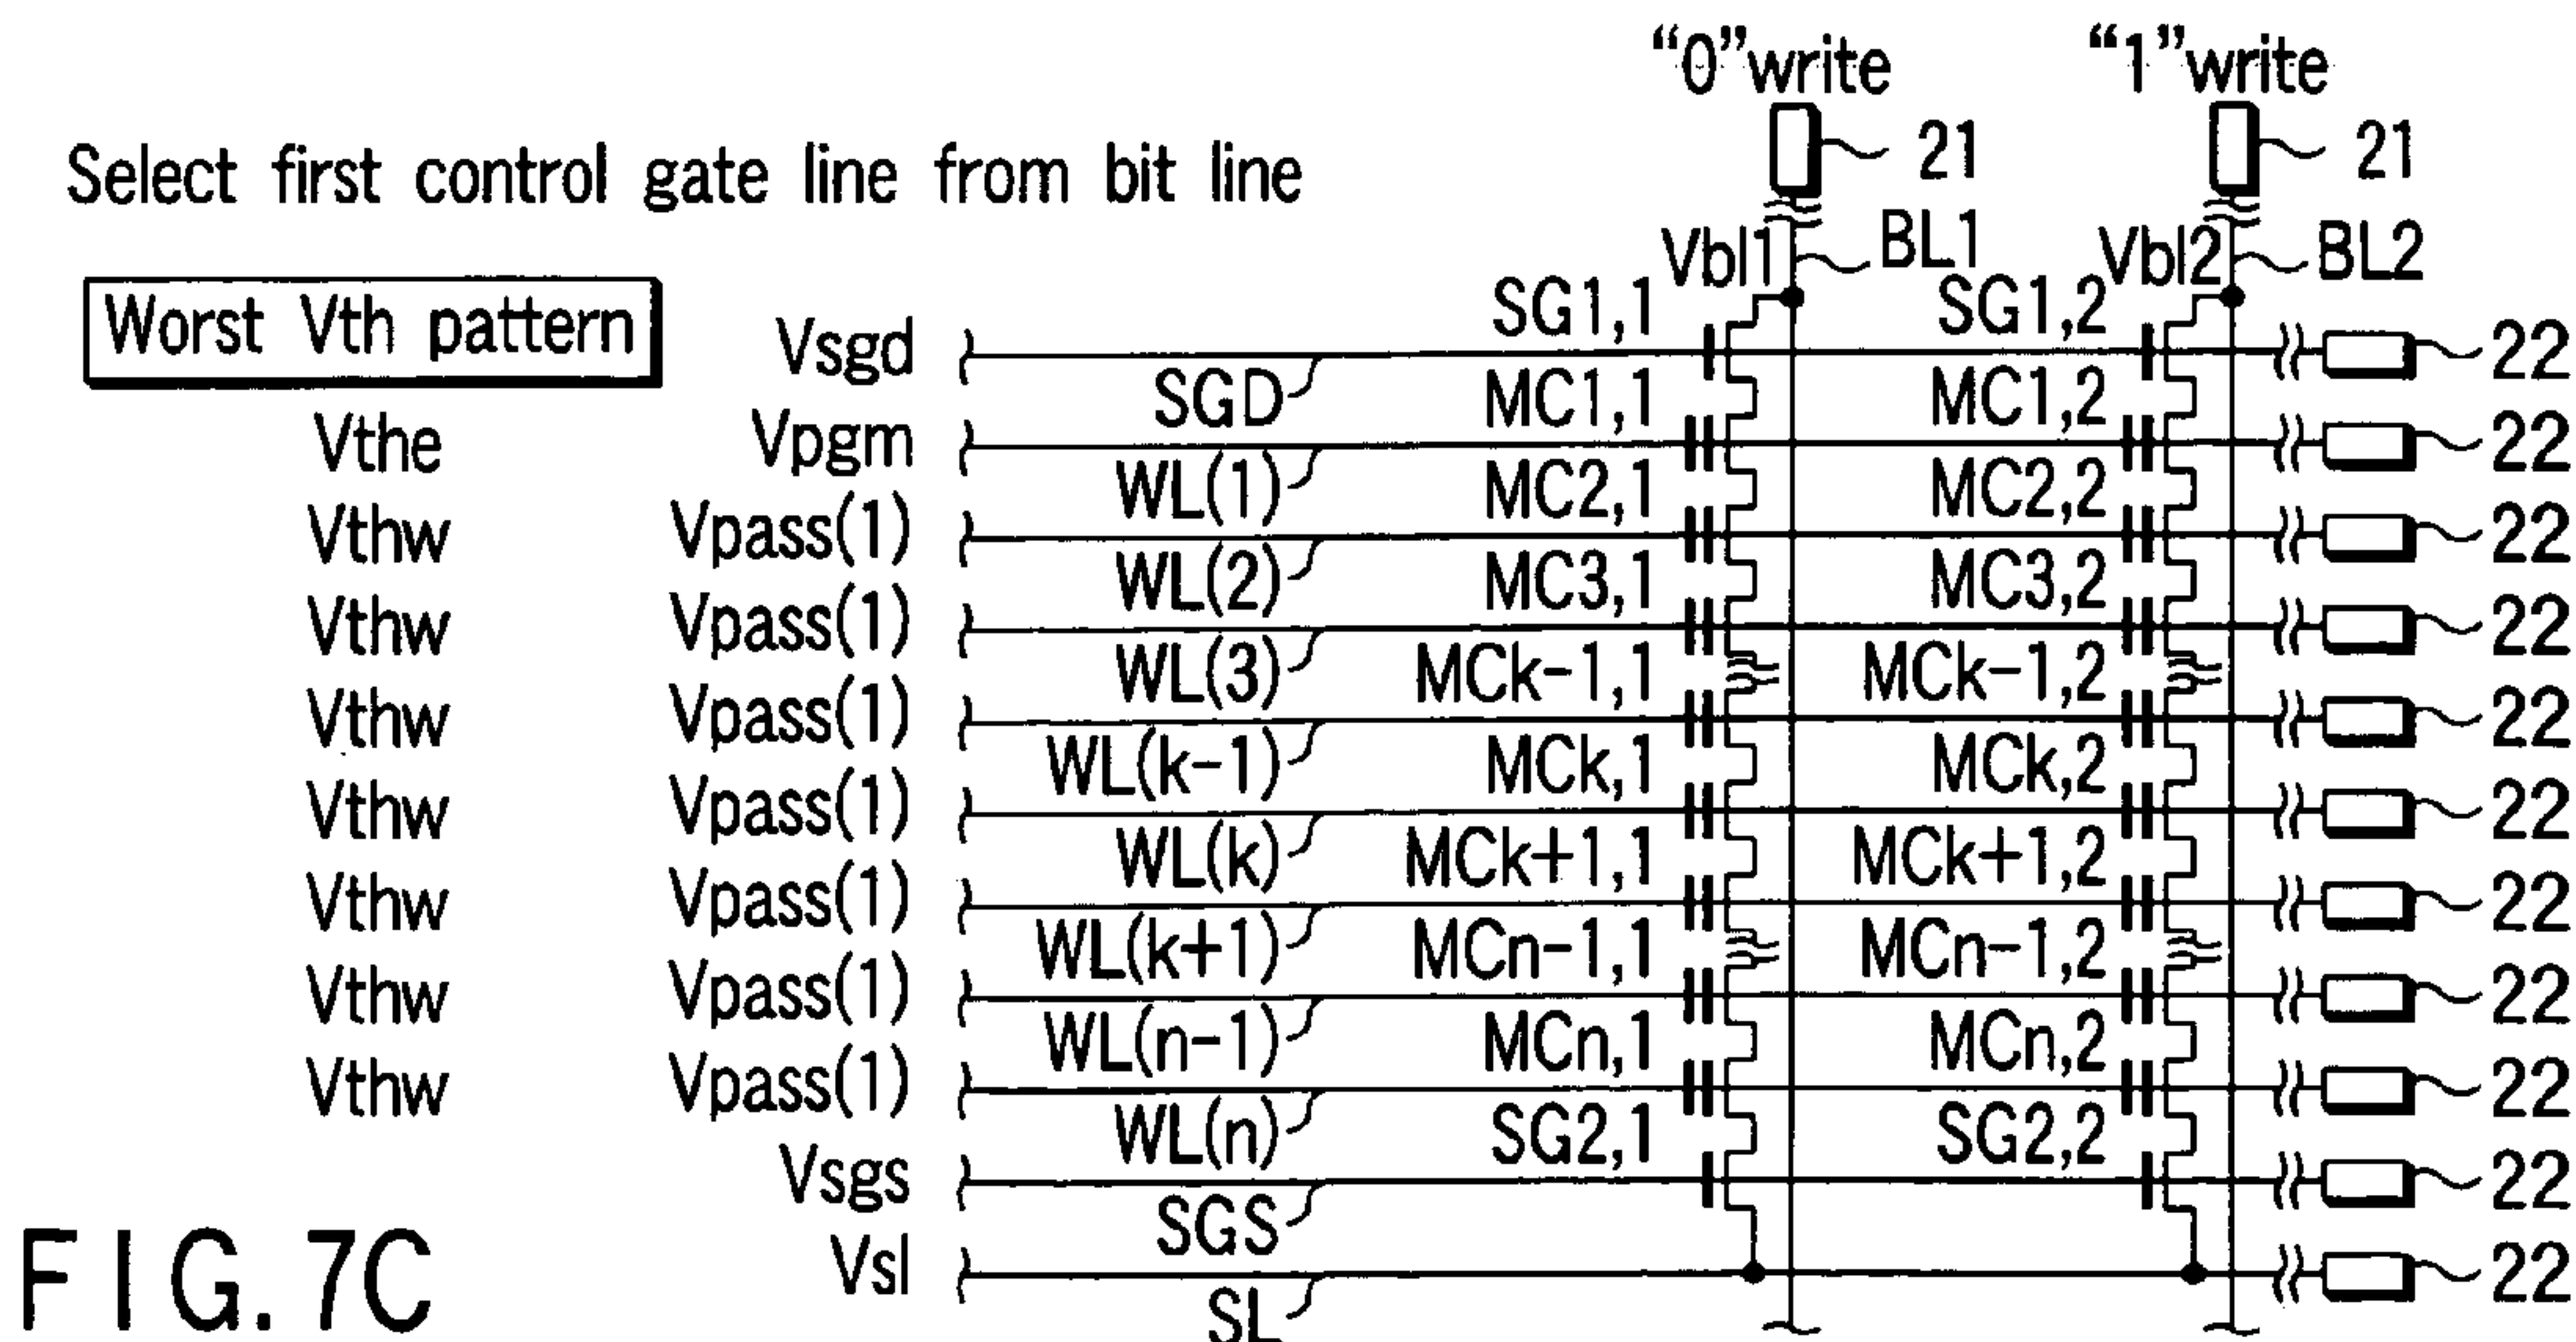 “0”write “1”write
21 21
Select first control gate line from bit line
Vbl1 BL1 Vbl2 BL2
Worst Vth pattern
Vsgd SGD SG1,1 SG1,2 22
Vthe Vpgm WL(1) MC1,1 MC1,2 22
Vthw Vpass(1) WL(2) MC2,1 MC2,2 22
Vthw Vpass(1) WL(3) MC3,1 MC3,2 22
Vthw Vpass(1) WL(k-1) MCk-1,1 MCk-1,2 22
Vthw Vpass(1) WL(k) MCk,1 MCk,2 22
Vthw Vpass(1) WL(k+1) MCk+1,1 MCk+1,2 22
Vthw Vpass(1) WL(n-1) MCn-1,1 MCn-1,2 22
Vthw Vpass(1) WL(n) MCn,1 MCn,2 22
Vsgs SGS SG2,1 SG2,2 22
Vsl SL 22
FIG. 7C